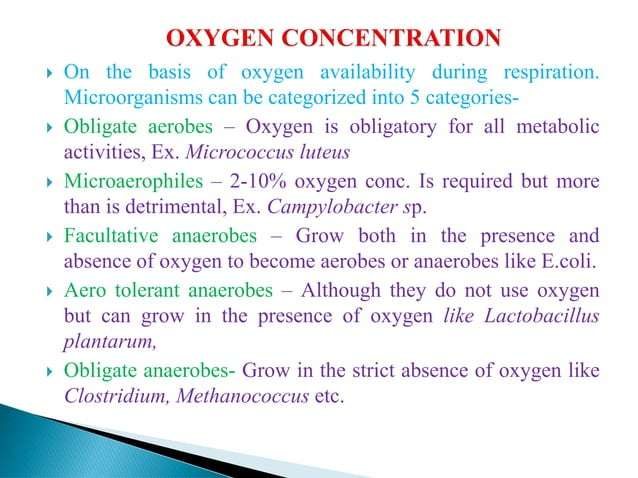 OXYGEN CONCENTRATION
On the basis of oxygen availability during respiration.
Microorganisms can be categorized into 5 categories-
Obligate aerobes – Oxygen is obligatory for all metabolic
activities, Ex. Micrococcus luteus
Microaerophiles – 2-10% oxygen conc. Is required but more
than is detrimental, Ex. Campylobacter sp.
Facultative anaerobes – Grow both in the presence and
absence of oxygen to become aerobes or anaerobes like E.coli.
Aero tolerant anaerobes – Although they do not use oxygen
but can grow in the presence of oxygen like Lactobacillus
plantarum,
Obligate anaerobes- Grow in the strict absence of oxygen like
Clostridium, Methanococcus etc.